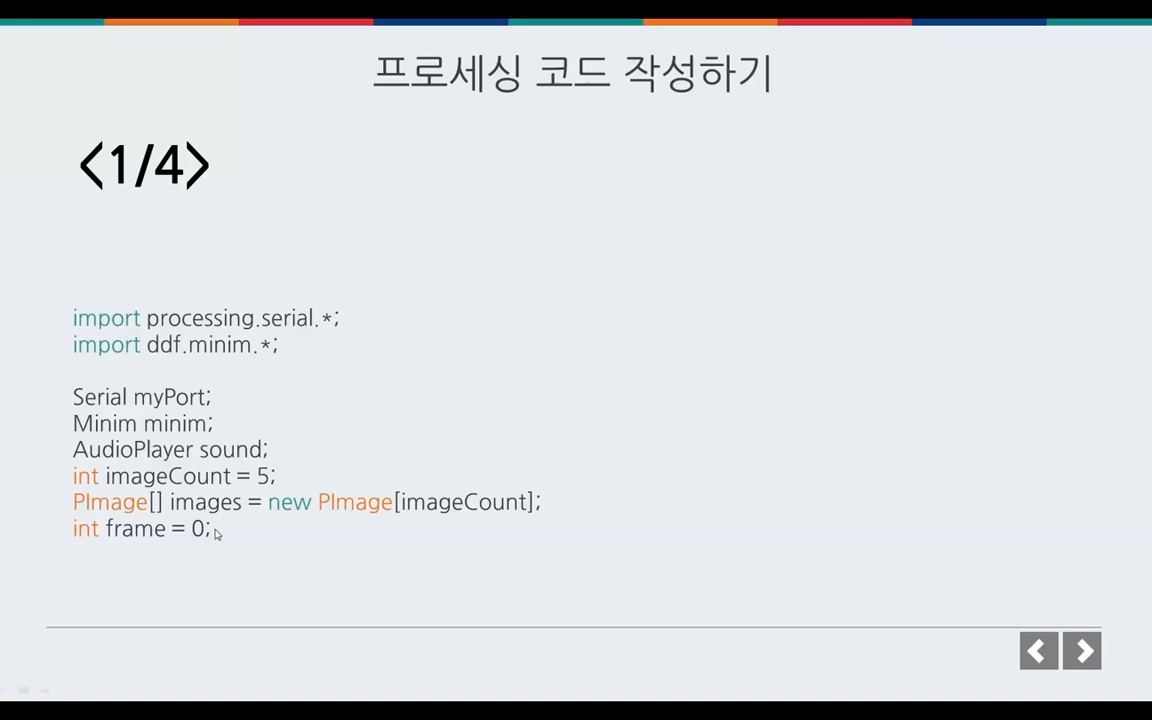 프로세싱 코드 작성하기
<1/4>
import processing.serial.*;
import ddf.minim.*;
Serial myPort;
Minim minim;
AudioPlayer sound;
int imageCount = 5;
PImage[] images = new PImage[imageCount];
int frame = 0;